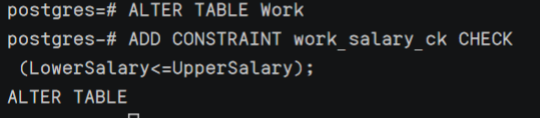 postgres=# ALTER TABLE Work
postgres-# ADD CONSTRAINT work_salary_ck CHECK
(LowerSalary<=UpperSalary);
ALTER TABLE